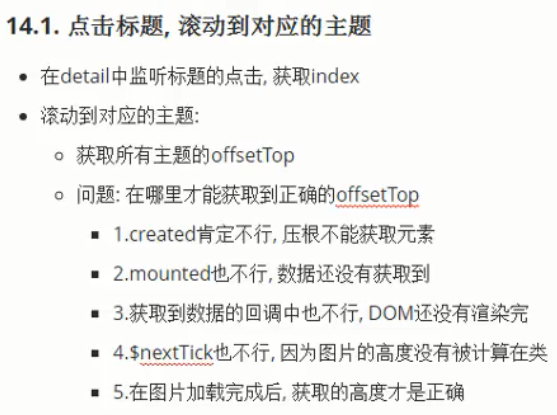 14.1. 点击标题, 滚动到对应的主题
在detail中监听标题的点击, 获取index
滚动到对应的主题:
获取所有主题的offsetTop
问题: 在哪里才能获取到正确的offsetTop
1.created肯定不行, 压根不能获取元素
2.mounted也不行, 数据还没有获取到
3.获取到数据的回调中也不行, DOM还没有渲染完
4.$nextTick也不行, 因为图片的高度没有被计算在类
5.在图片加载完成后, 获取的高度才是正确